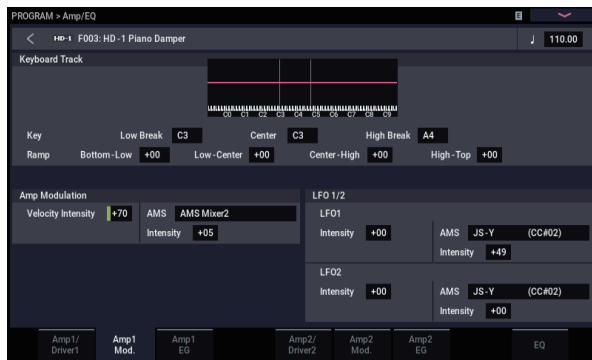 PROGRAM > Amp/EQ
E
HD-1 F003: HD-1 Piano Damper
♩ 110.00
Keyboard Track
C0 C1 C2 C3 C4 C5 C6 C7 C8 C9
Key Low Break C3 Center C3 High Break A4
Ramp Bottom-Low +00 Low-Center +00 Center-High +00 High-Top +00
Amp Modulation
Velocity Intensity +70 AMS AMS Mixer2
Intensity +05
LFO 1/2
LFO1
Intensity +00 AMS JS-Y (CC#02)
Intensity +49
LFO2
Intensity +00 AMS JS-Y (CC#02)
Intensity +00
Amp1/
Driver1
Amp1
Mod.
Amp1
EG
Amp2/
Driver2
Amp2
Mod.
Amp2
EG
EQ